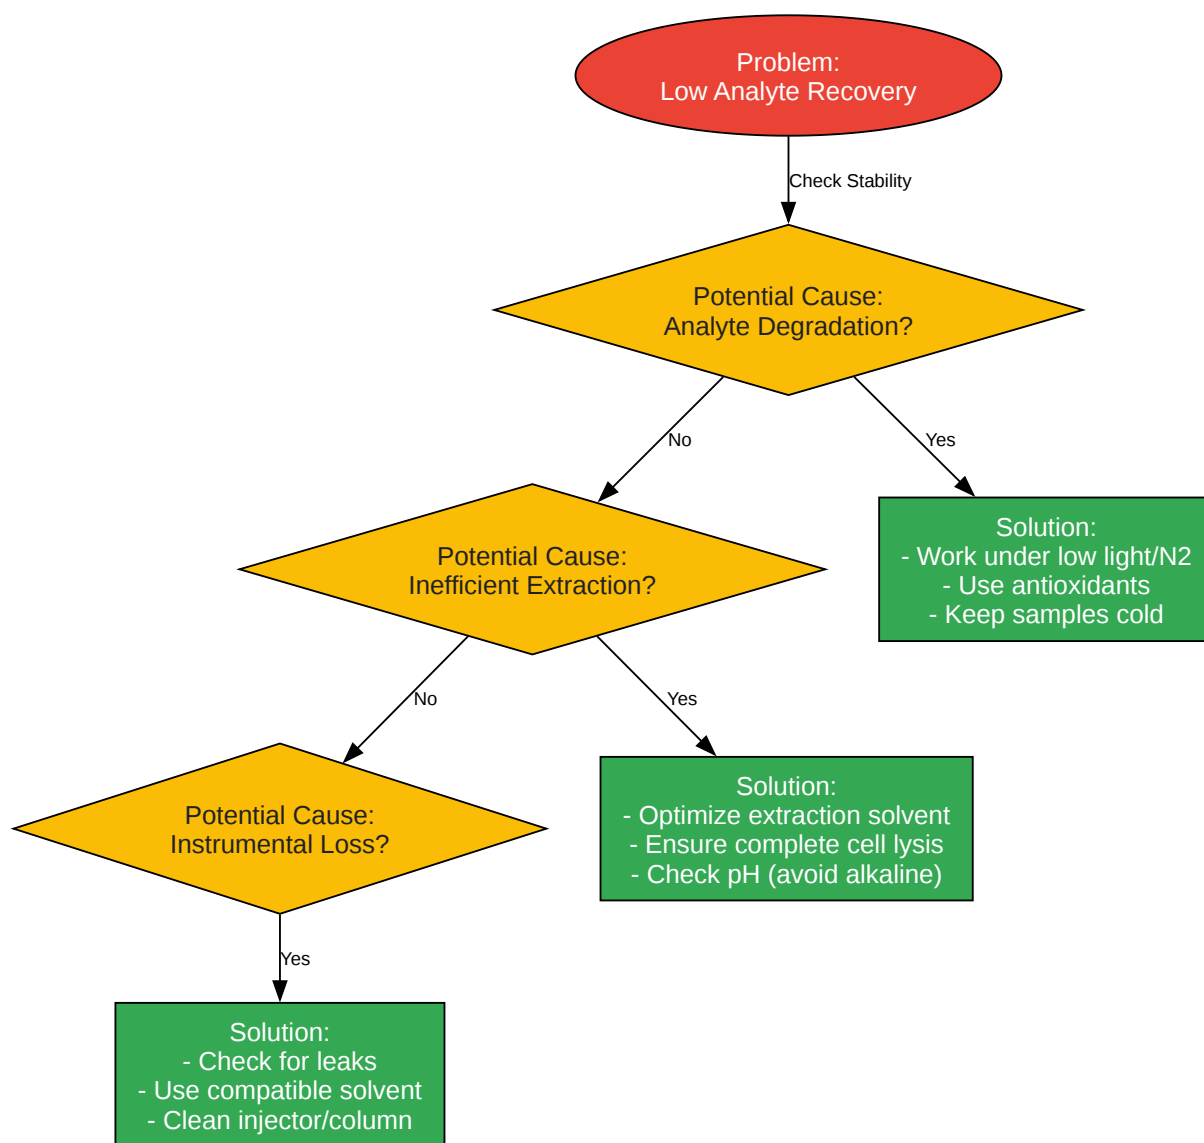 Problem:
Low Analyte Recovery
Check Stability
Potential Cause:
Analyte Degradation?
No
Yes
Potential Cause:
Inefficient Extraction?
Solution:
- Work under low light/N2
- Use antioxidants
- Keep samples cold
No
Yes
Potential Cause:
Instrumental Loss?
Solution:
- Optimize extraction solvent
- Ensure complete cell lysis
- Check pH (avoid alkaline)
Yes
Solution:
- Check for leaks
- Use compatible solvent
- Clean injector/column